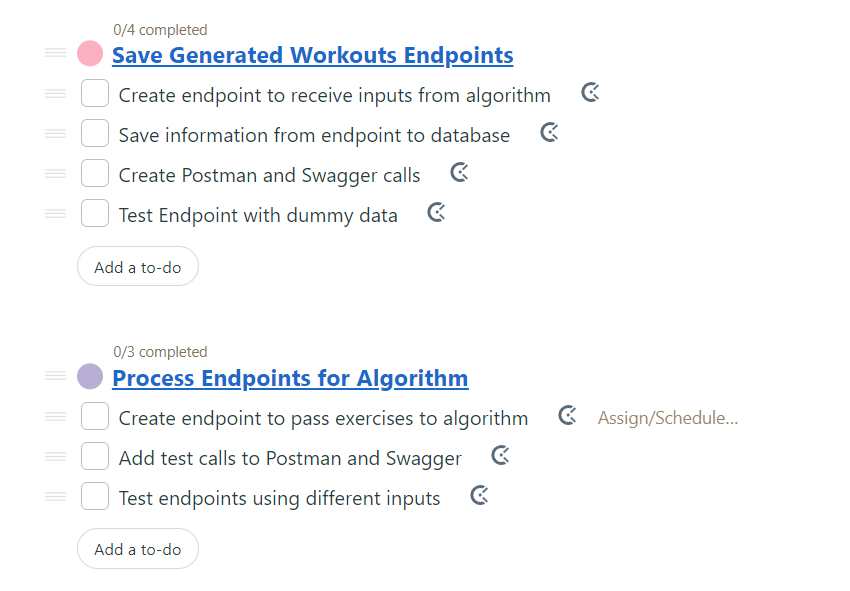 0/4 completed
Save Generated Workouts Endpoints
Create endpoint to receive inputs from algorithm
Save information from endpoint to database
Create Postman and Swagger calls
Test Endpoint with dummy data
Add a to-do
0/3 completed
Process Endpoints for Algorithm
Create endpoint to pass exercises to algorithm Assign/Schedule...
Add test calls to Postman and Swagger
Test endpoints using different inputs
Add a to-do